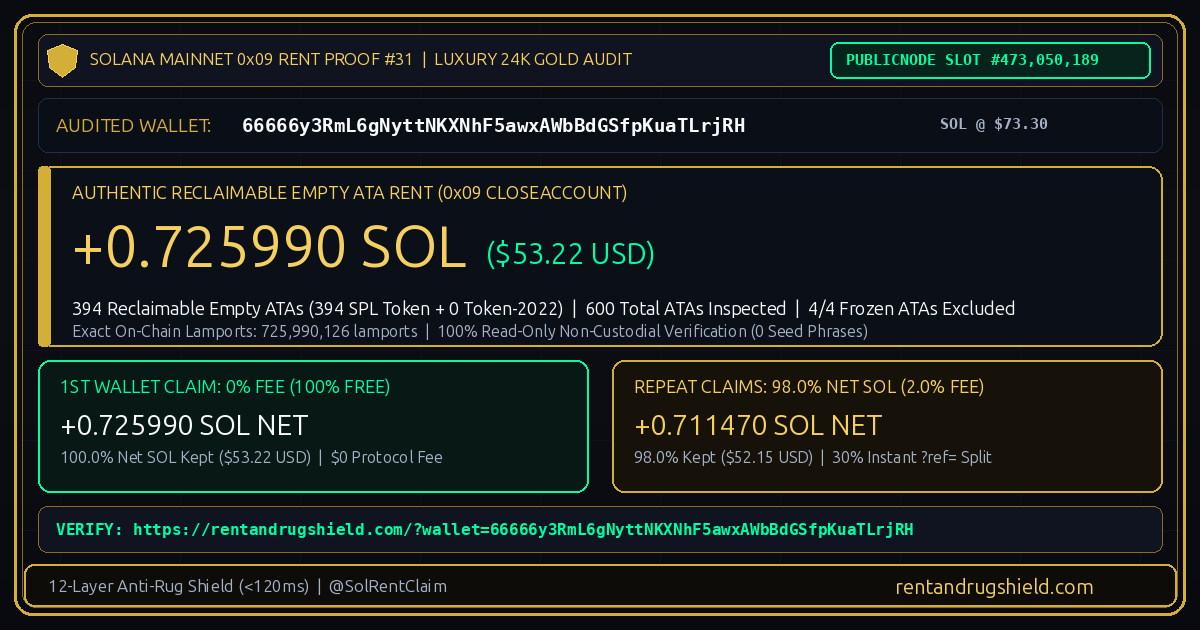 SOLANA MAINNET 0x09 RENT PROOF #31 | LUXURY 24K GOLD AUDIT
PUBLICNODE SLOT #473,050,189
AUDITED WALLET: 66666y3RmL6gNyttNKXNhF5awxAWbBdGSfpKuaTLrjRH
SOL @ $73.30
AUTHENTIC RECLAIMABLE EMPTY ATA RENT (0x09 CLOSEACCOUNT)
+0.725990 SOL ($53.22 USD)
394 Reclaimable Empty ATAs (394 SPL Token + 0 Token-2022) | 600 Total ATAs Inspected | 4/4 Frozen ATAs Excluded
Exact On-Chain Lamports: 725,990,126 lamports | 100% Read-Only Non-Custodial Verification (0 Seed Phrases)
1ST WALLET CLAIM: 0% FEE (100% FREE)
+0.725990 SOL NET
100.0% Net SOL Kept ($53.22 USD) | $0 Protocol Fee
REPEAT CLAIMS: 98.0% NET SOL (2.0% FEE)
+0.711470 SOL NET
98.0% Kept ($52.15 USD) | 30% Instant ?ref= Split
VERIFY: https://rentandrugshield.com/?wallet=66666y3RmL6gNyttNKXNhF5awxAWbBdGSfpKuaTLrjRH
12-Layer Anti-Rug Shield (<120ms) | @SolRentClaim
rentandrugshield.com